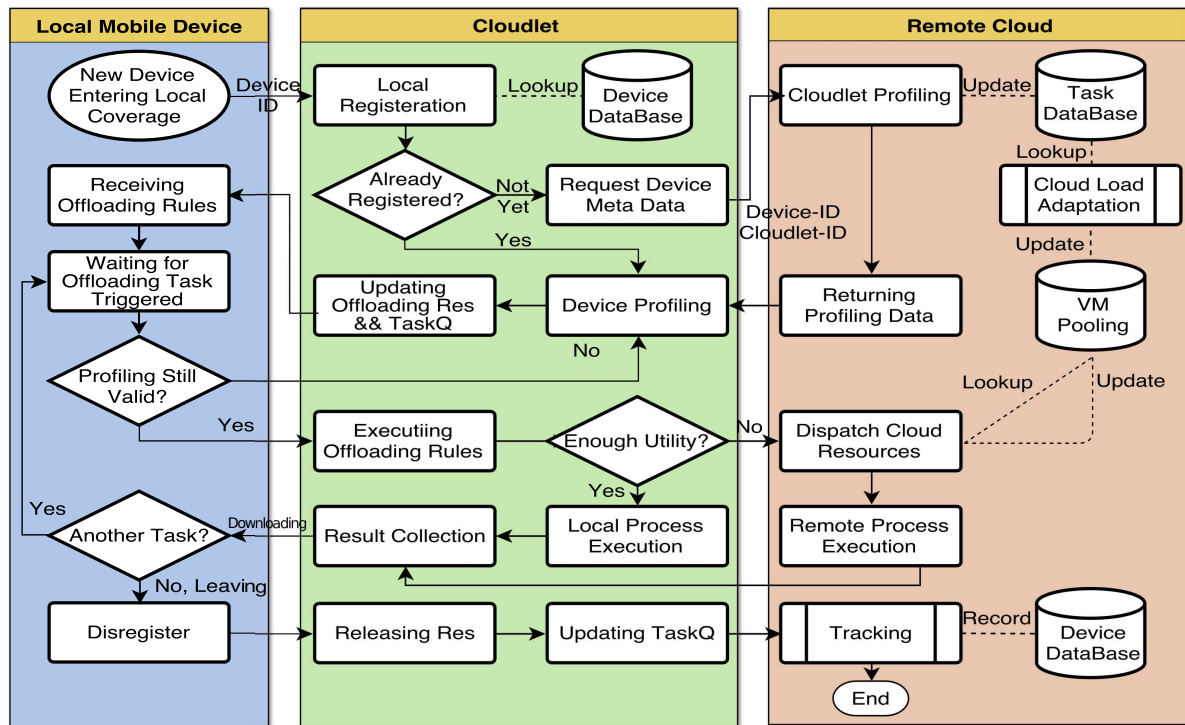 Local Mobile Device
Cloudlet
Remote Cloud
New Device
Entering Local
Coverage
Device
ID
Local
Registeration
Lookup
Device
DataBase
Cloudlet Profiling
Update
Task
DataBase
Lookup
Receiving
Offloading Rules
Already
Registered?
Not
Yet
Request Device
Meta Data
Device-ID
Cloudlet-ID
Cloud Load
Adaptation
Yes
Update
Waiting for
Offloading Task
Triggered
Updating
Offloading Res
&& TaskQ
Device Profiling
Returning
Profiling Data
VM
Pooling
No
Profiling Still
Valid?
Lookup
Update
Yes
Executiing
Offloading Rules
Enough Utility?
No
Dispatch Cloud
Resources
Yes
Yes
Another Task?
Downloading
Result Collection
Local Process
Execution
Remote Process
Execution
No, Leaving
Disregister
Releasing Res
Updating TaskQ
Tracking
Record
Device
DataBase
End